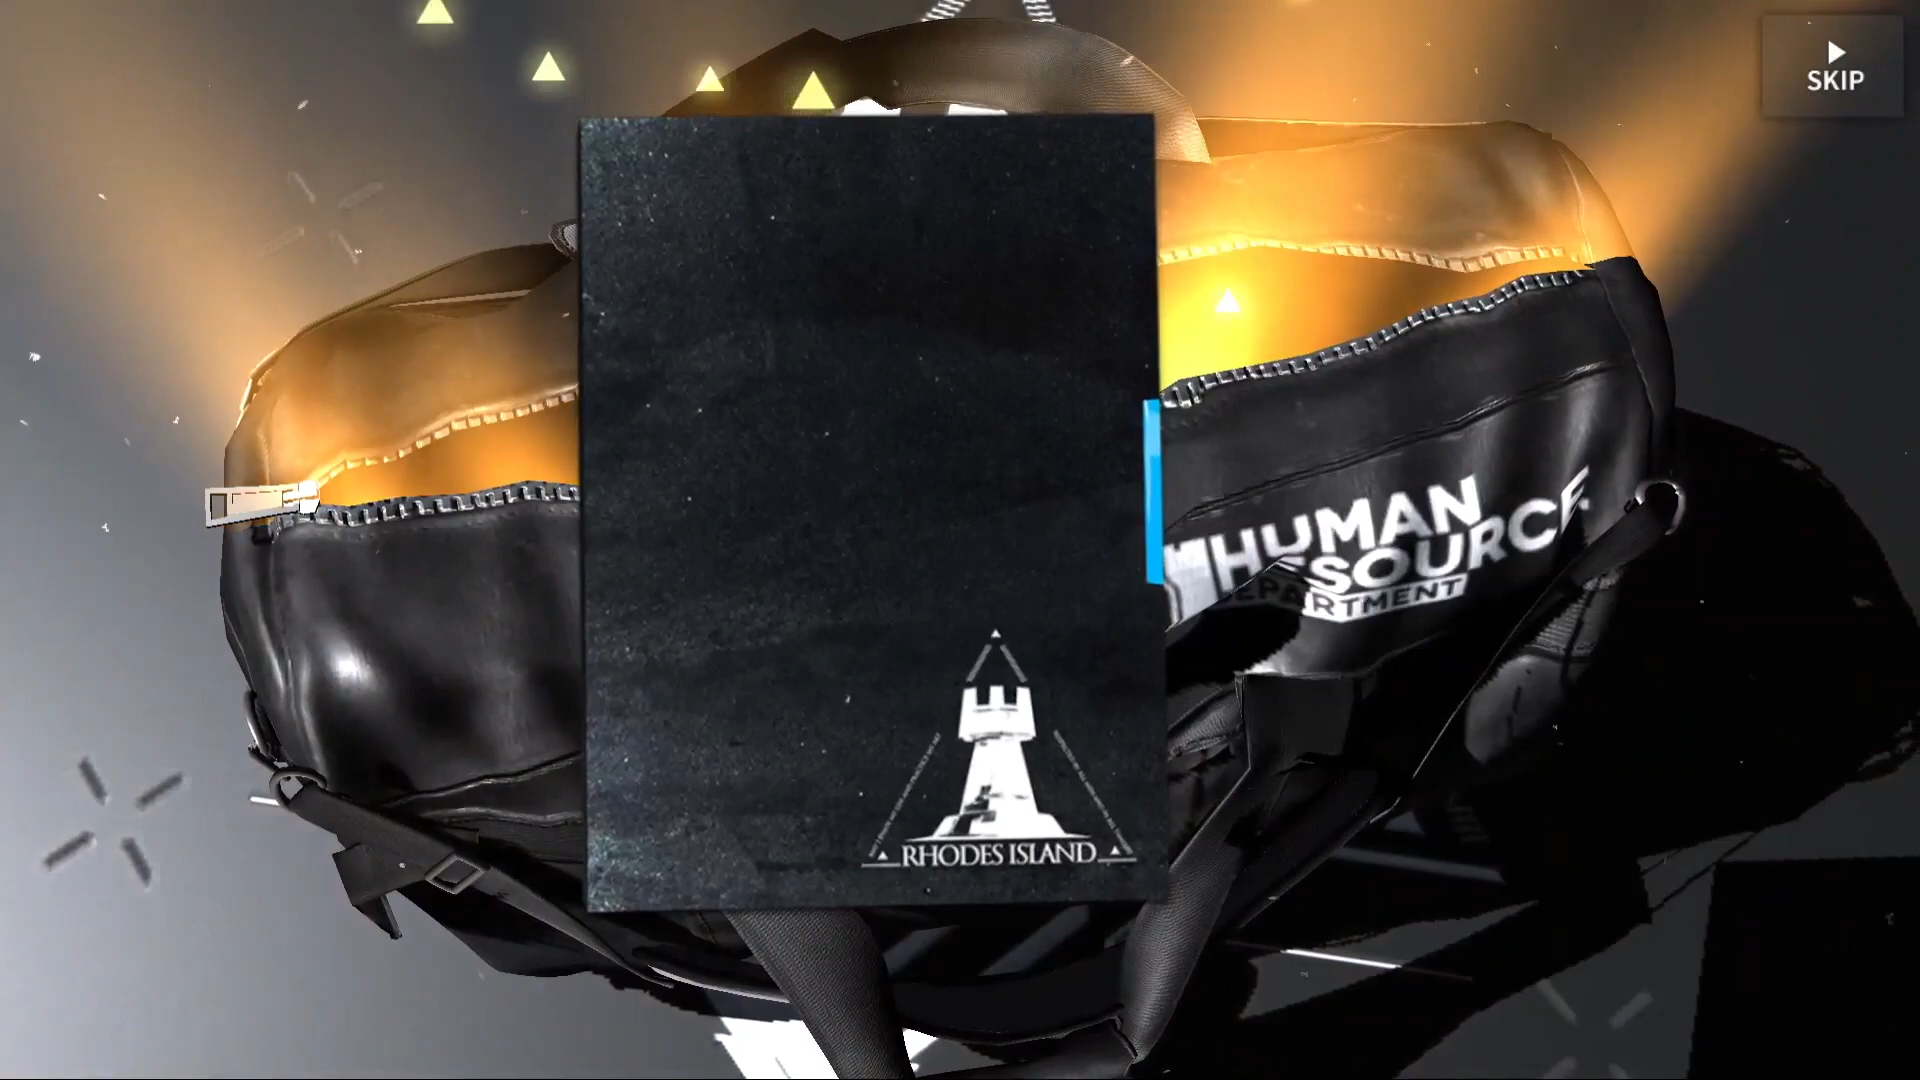 SKIP
HUMAN
RESOURCE
DEPARTMENT
RHODES ISLAND